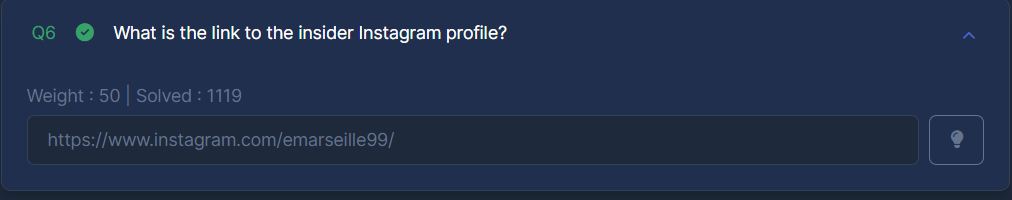 Q6 What is the link to the insider Instagram profile?
Weight : 50 | Solved : 1119
https://www.instagram.com/emarseille99/